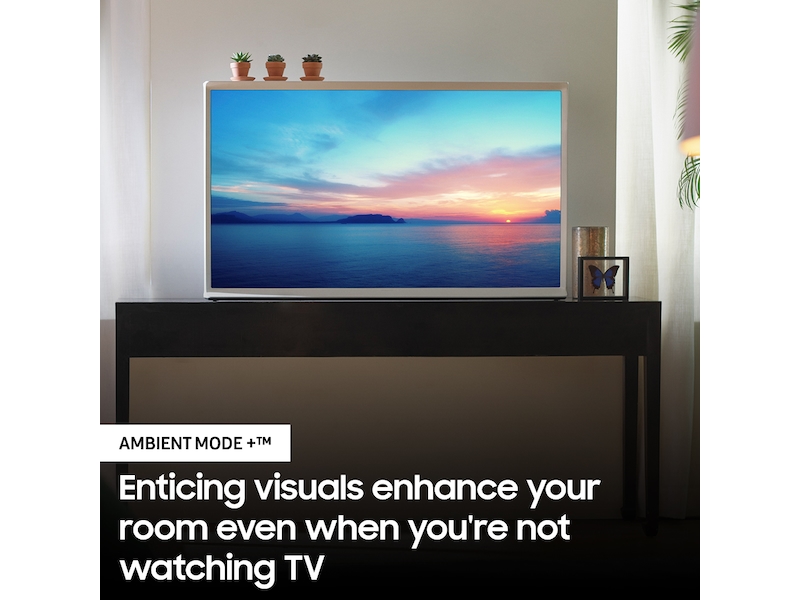 AMBIENT MODE +™
Enticing visuals enhance your
room even when you're not
watching TV